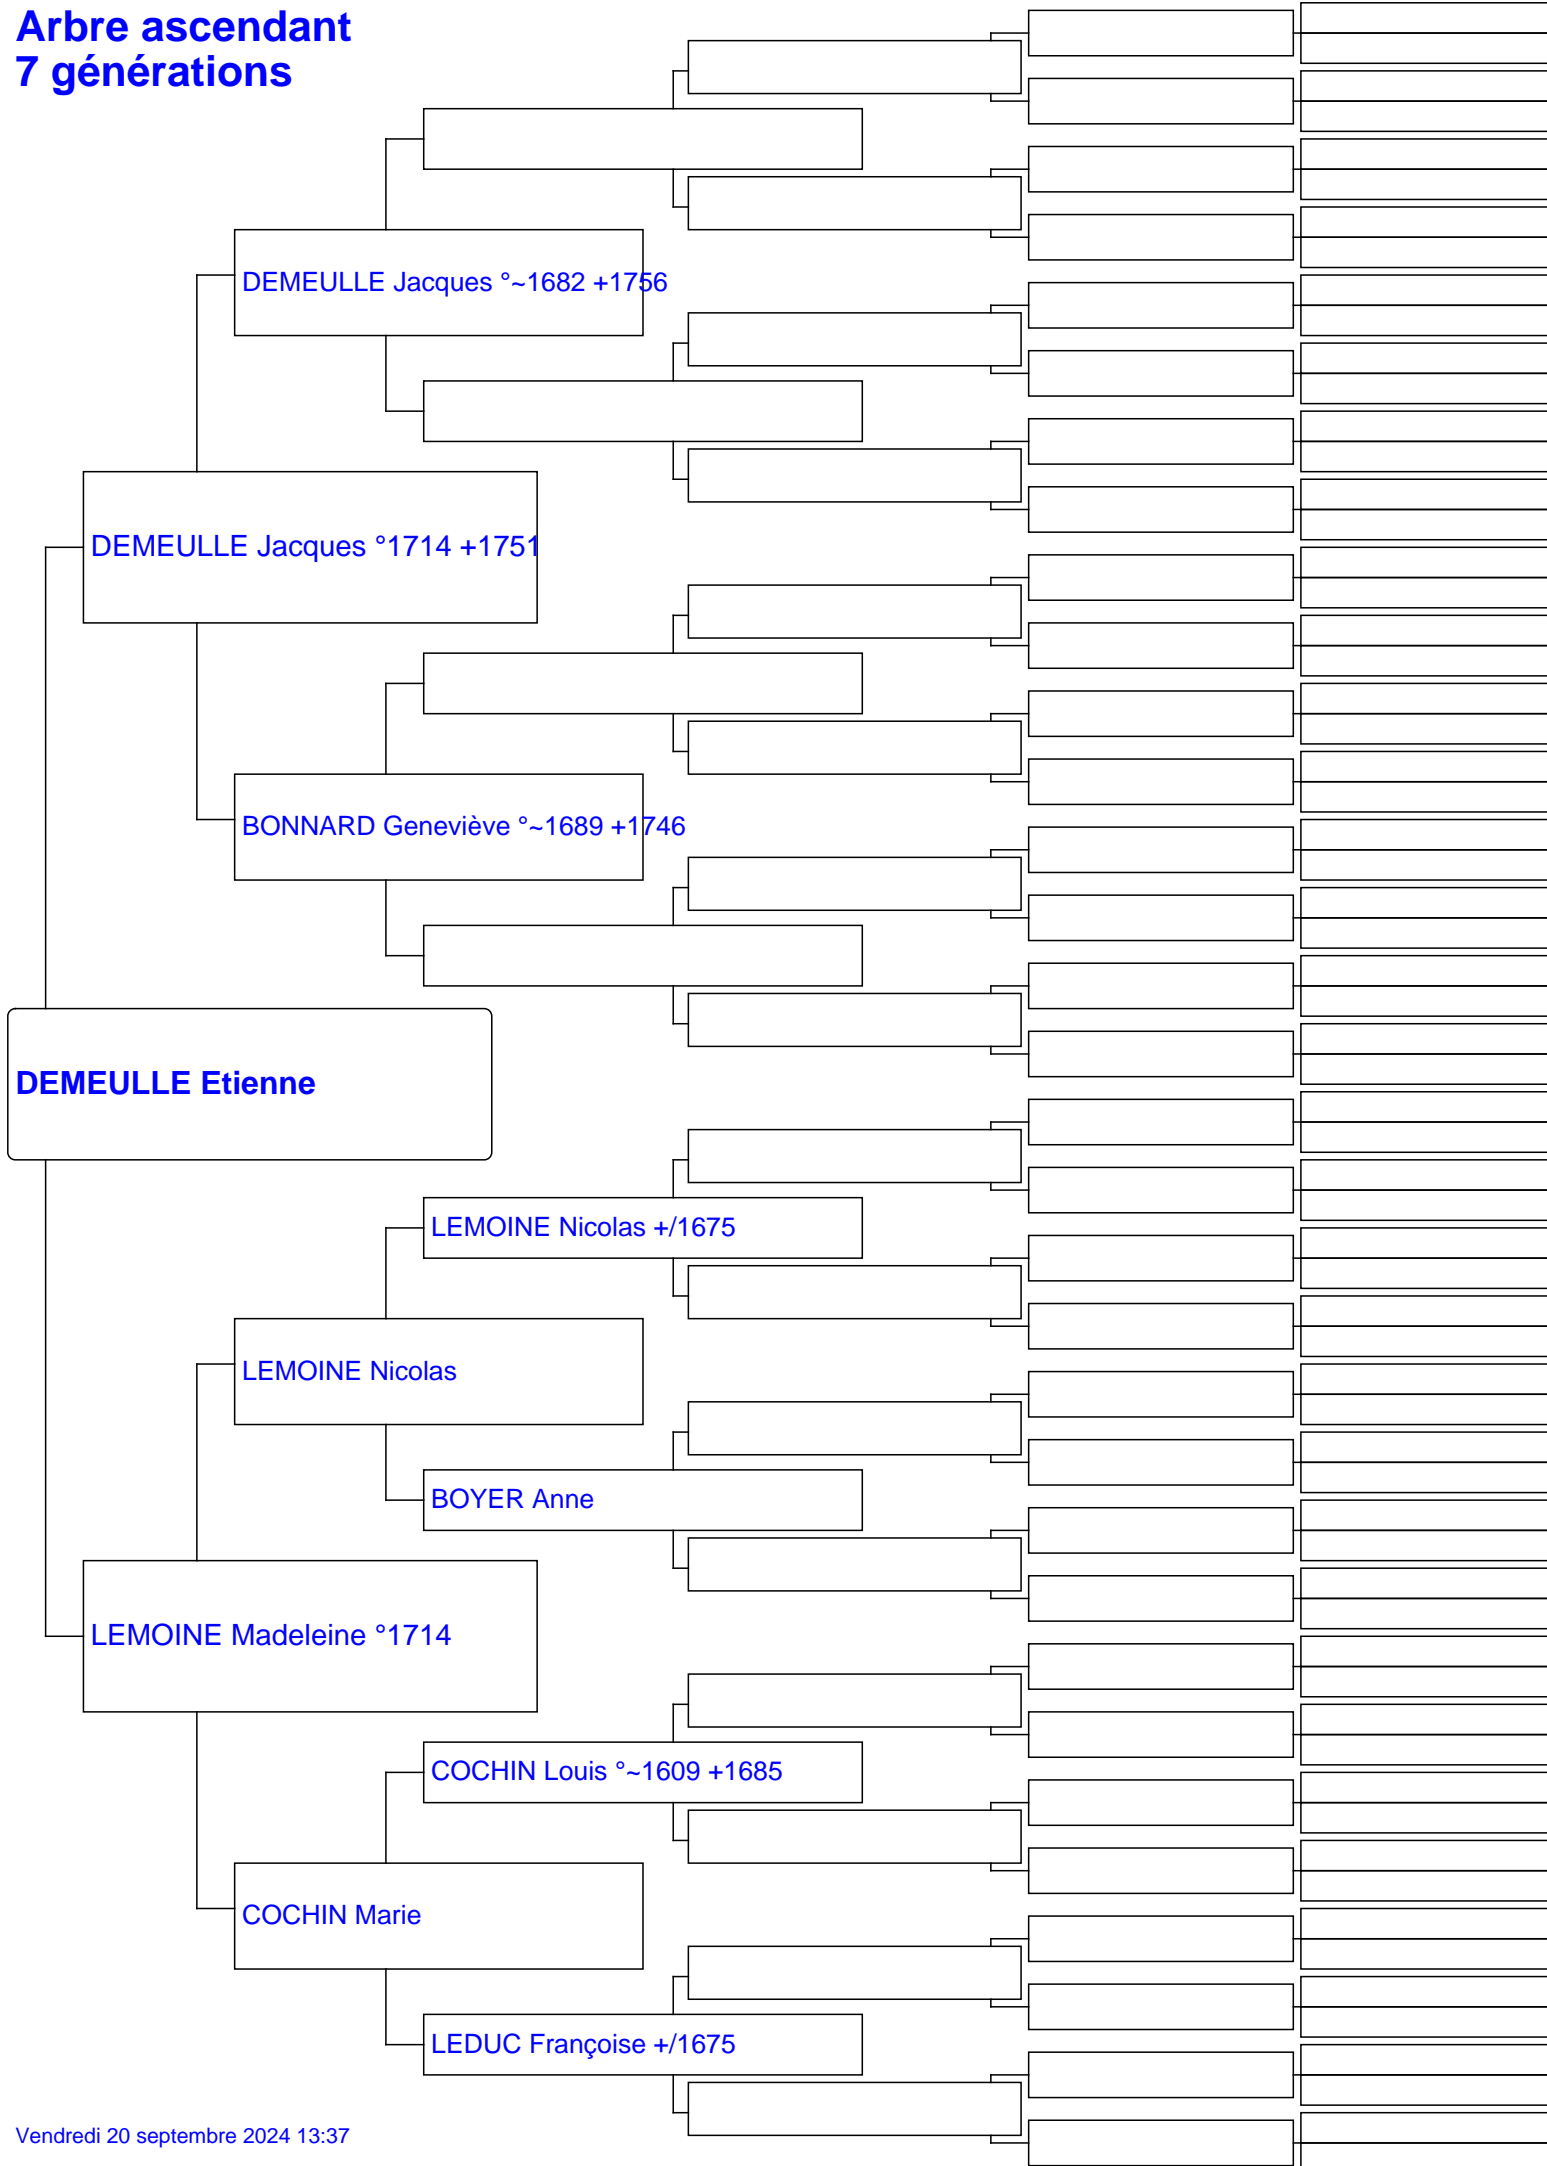 Arbre ascendant
7 générations
DEMEULLE Jacques °~1682 +1756
DEMEULLE Jacques °1714 +1751
BONNARD Geneviève °~1689 +1746
DEMEULLE Etienne
LEMOINE Nicolas +/1675
LEMOINE Nicolas
BOYER Anne
LEMOINE Madeleine °1714
COCHIN Louis °~1609 +1685
COCHIN Marie
LEDUC Françoise +/1675
Vendredi 20 septembre 2024 13:37